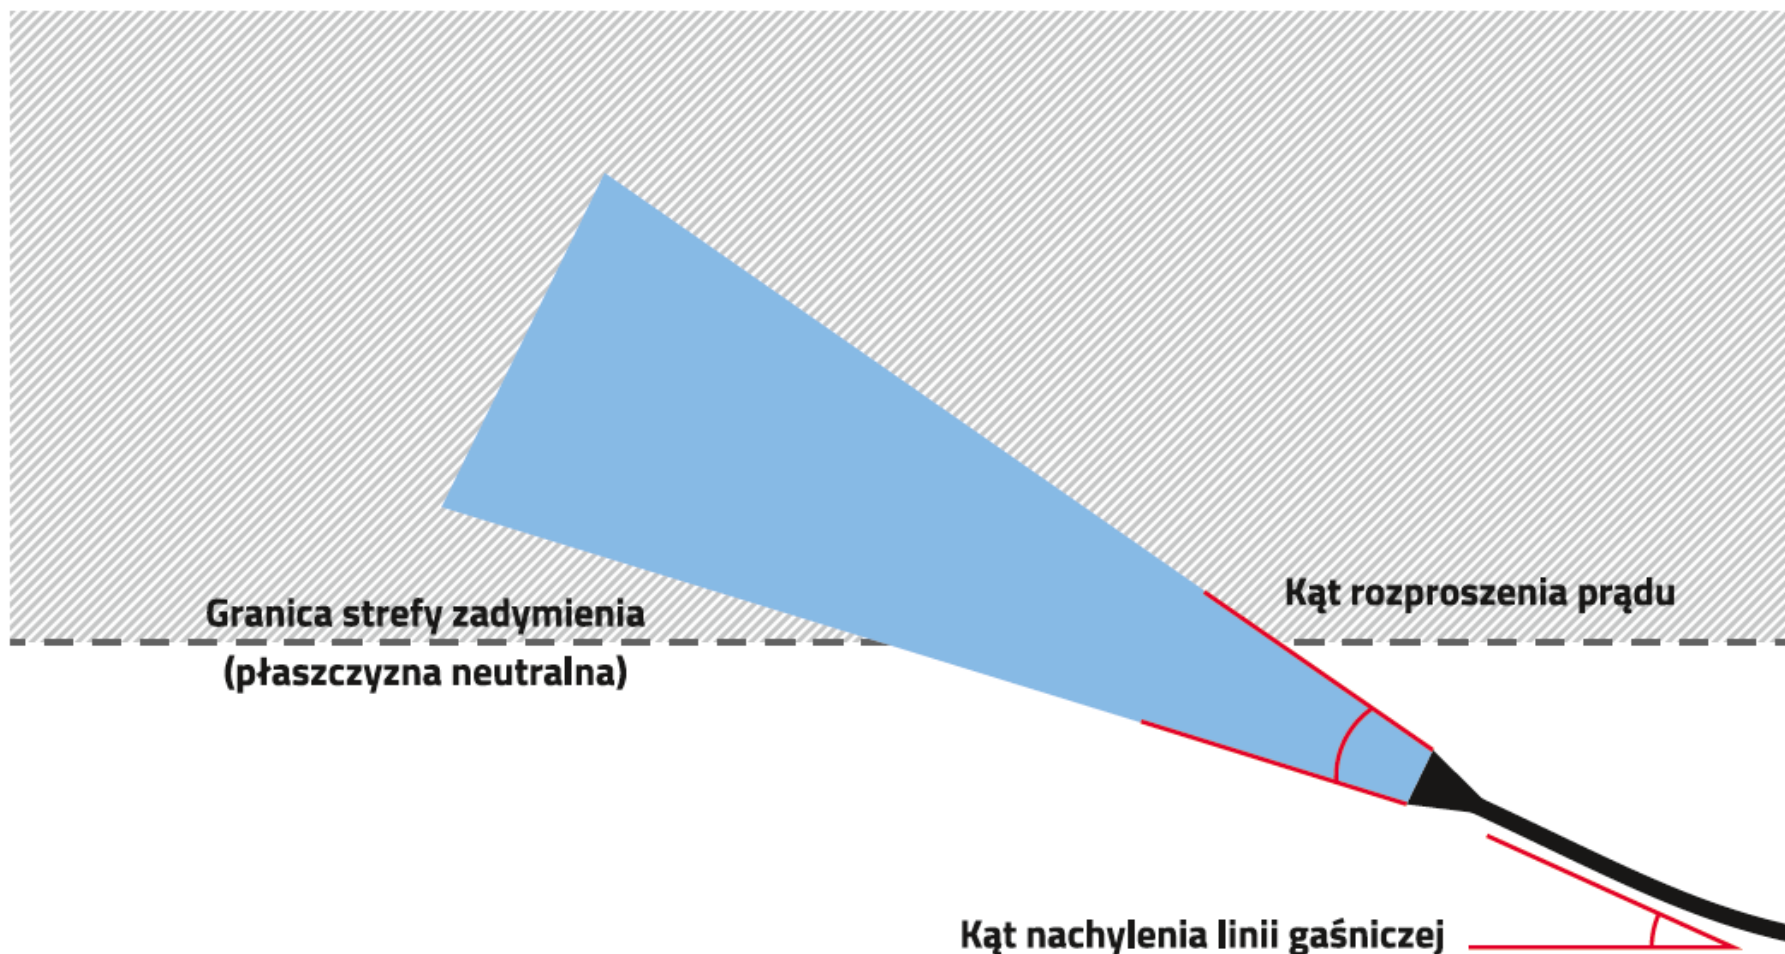 Kąt rozproszenia prądu
Granica strefy zadymienia
(płaszczyzna neutralna)
Kąt nachylenia linii gaśniczej